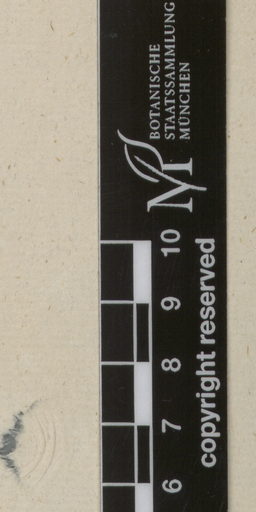 BOTANISCHE
STAATSSAMMLUNG
MÜNCHEN
M
10
9
8
7
6
copyright reserved